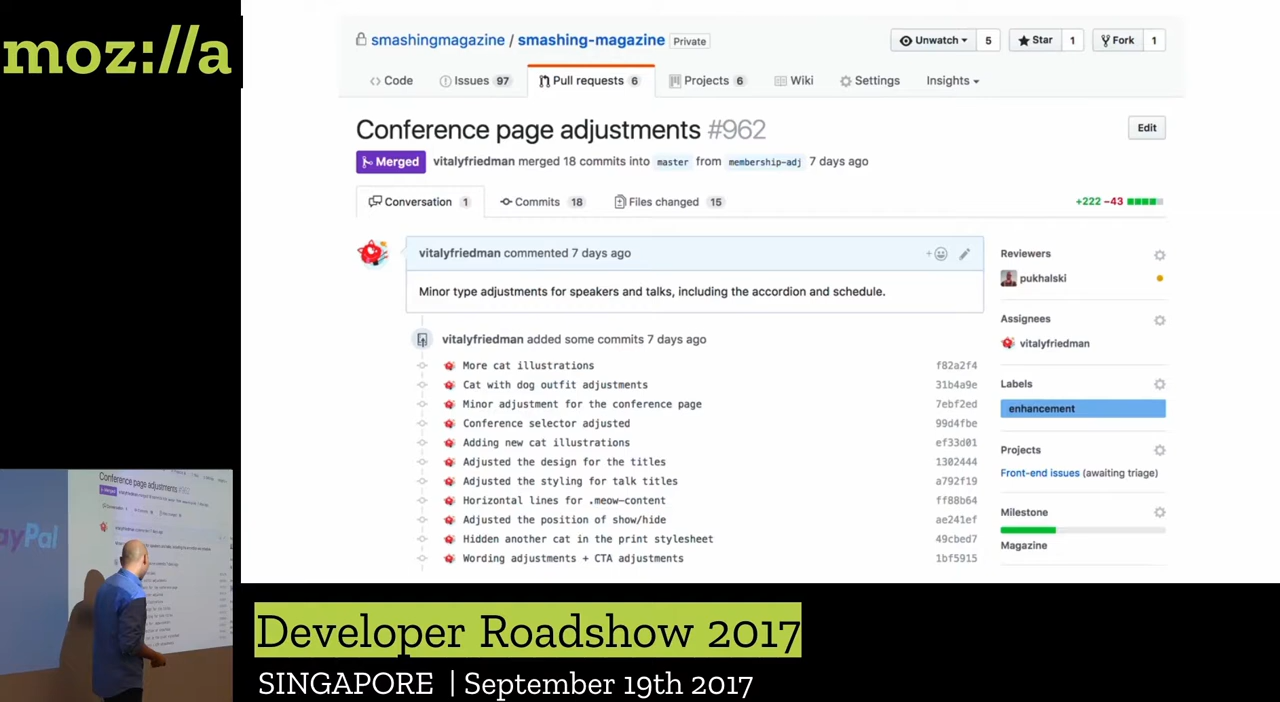 moz://a
smashingmagazine / smashing-magazine Private
Unwatch 5 Star 1 Fork 1
Code Issues 97 Pull requests 6 Projects 6 Wiki Settings Insights
Conference page adjustments #962
Edit
Merged vitalyfriedman merged 18 commits into master from membership-adj 7 days ago
Conversation 1 Commits 18 Files changed 15
+222 −43
vitalyfriedman commented 7 days ago
Minor type adjustments for speakers and talks, including the accordion and schedule.
vitalyfriedman added some commits 7 days ago
More cat illustrations f82a2f4
Cat with dog outfit adjustments 31b4a9e
Minor adjustment for the conference page 7ebf2ed
Conference selector adjusted 99d4fbe
Adding new cat illustrations ef33d01
Adjusted the design for the titles 1302444
Adjusted the styling for talk titles a792f19
Horizontal lines for .meow-content ff88b64
Adjusted the position of show/hide ae241ef
Hidden another cat in the print stylesheet 49cbed7
Wording adjustments + CTA adjustments 1bf5915
Reviewers
pukhalski
Assignees
vitalyfriedman
Labels
enhancement
Projects
Front-end issues (awaiting triage)
Milestone
Magazine
Conference page adjustments #962
ayPal
Developer Roadshow 2017
SINGAPORE | September 19th 2017